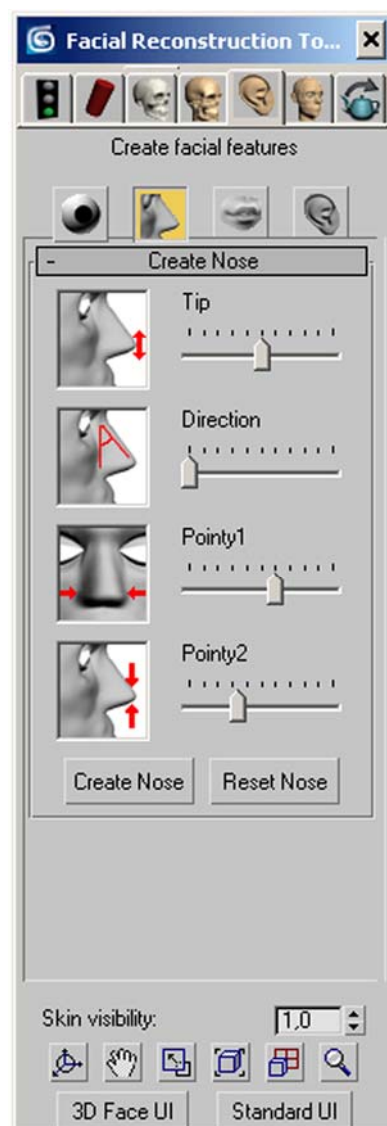 Facial Reconstruction To...
Create facial features
- Create Nose
Tip
Direction
Pointy1
Pointy2
Create Nose Reset Nose
Skin visibility: 1,0
3D Face UI Standard UI